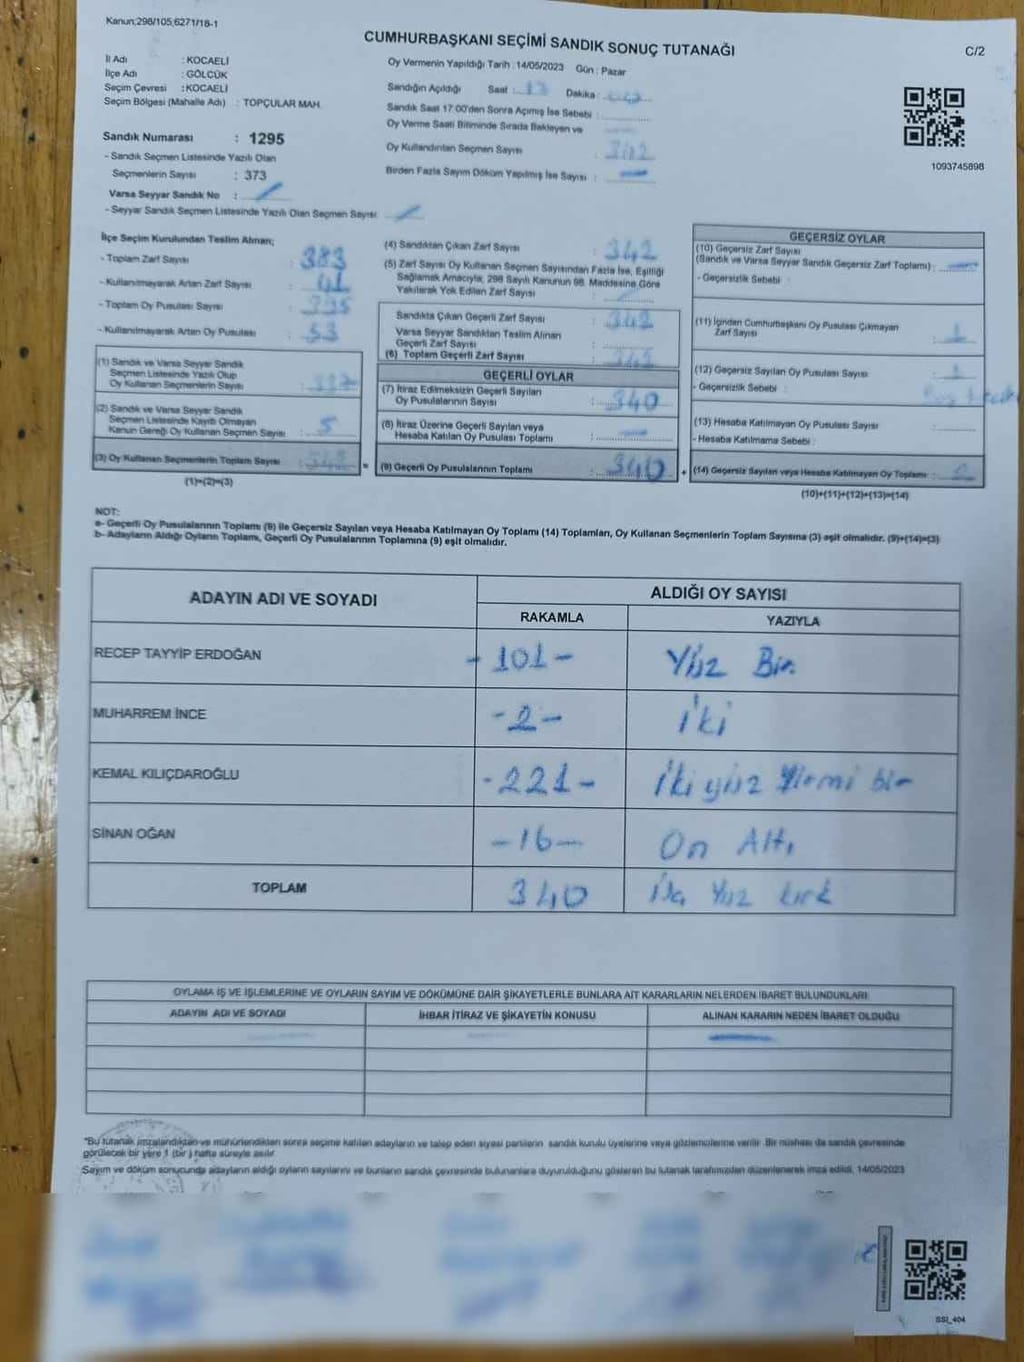 Kanun:298/105,6271/18-1
CUMHURBAŞKANI SEÇİMİ SANDIK SONUÇ TUTANAĞI
C/2
İl Adı : KOCAELİ
İlçe Adı : GÖLCÜK
Seçim Çevresi : KOCAELİ
Seçim Bölgesi (Mahalle Adı) : TOPÇULAR MAH.
Sandık Numarası : 1295
- Sandık Seçmen Listesinde Yazılı Olan
Seçmenlerin Sayısı : 373
Varsa Seyyar Sandık No :
- Seyyar Sandık Seçmen Listesinde Yazılı Olan Seçmen Sayısı:
Oy Vermenin Yapıldığı Tarih : 14/05/2023 Gün : Pazar
Sandığın Açıldığı Saat : Dakika :
Sandık Saat 17:00'den Sonra Açımış İse Sebebi :
Oy Verme Saati Bitiminde Sırada Bekleyen ve
Oy Kullandırılan Seçmen Sayısı : 342
Birden Fazla Sayım Döküm Yapılmış İse Sayısı :
1093745898
İlçe Seçim Kurulundan Teslim Alınan;
- Toplam Zarf Sayısı : 383
- Kullanılmayarak Artan Zarf Sayısı : 41
- Toplam Oy Pusulası Sayısı :
- Kullanılmayarak Artan Oy Pusulası : 53
(1) Sandık ve Varsa Seyyar Sandık
Seçmen Listesinde Yazılı Olup
Oy Kullanan Seçmenlerin Sayısı : 337
(2) Sandık ve Varsa Seyyar Sandık
Seçmen Listesinde Kayıtlı Olmayan
Kanun Gereği Oy Kullanan Seçmen Sayısı : 5
(3) Oy Kullanan Seçmenlerin Toplam Sayısı :
(1)+(2)=(3)
(4) Sandıktan Çıkan Zarf Sayısı : 342
(5) Zarf Sayısı Oy Kullanan Seçmen Sayısından Fazla İse, Eşitliği
Sağlamak Amacıyla, 298 Sayılı Kanunun 98. Maddesine Göre
Yakılarak Yok Edilen Zarf Sayısı :
Sandıkta Çıkan Geçerli Zarf Sayısı : 342
Varsa Seyyar Sandıktan Teslim Alınan
Geçerli Zarf Sayısı :
(6) Toplam Geçerli Zarf Sayısı : 342
GEÇERLİ OYLAR
(7) İtiraz Edilmeksizin Geçerli Sayılan
Oy Pusulalarının Sayısı : 340
(8) İtiraz Üzerine Geçerli Sayılan veya
Hesaba Katılan Oy Pusulası Toplamı :
= (9) Geçerli Oy Pusulalarının Toplamı : 340 +
GEÇERSİZ OYLAR
(10) Geçersiz Zarf Sayısı
(Sandık ve Varsa Seyyar Sandık Geçersiz Zarf Toplamı) :
- Geçersizlik Sebebi :
(11) İçinden Cumhurbaşkanı Oy Pusulası Çıkmayan
Zarf Sayısı : 1
(12) Geçersiz Sayılan Oy Pusulası Sayısı : 1
- Geçersizlik Sebebi :
(13) Hesaba Katılmayan Oy Pusulası Sayısı :
- Hesaba Katılmama Sebebi :
(14) Geçersiz Sayılan veya Hesaba Katılmayan Oy Toplamı : 2
(10)+(11)+(12)+(13)=(14)
NOT:
a- Geçerli Oy Pusulalarının Toplamı (9) ile Geçersiz Sayılan veya Hesaba Katılmayan Oy Toplamı (14) Toplamları, Oy Kullanan Seçmenlerin Toplam Sayısına (3) eşit olmalıdır. (9)+(14)=(3)
b- Adayların Aldığı Oyların Toplamı, Geçerli Oy Pusulalarının Toplamına (9) eşit olmalıdır.
ADAYIN ADI VE SOYADI
ALDIĞI OY SAYISI
RAKAMLA YAZIYLA
RECEP TAYYİP ERDOĞAN - 101 - Yüz Bir
MUHARREM İNCE - 2 - iki
KEMAL KILIÇDAROĞLU - 221 - iki yüz Yirmi bir
SİNAN OĞAN - 16 - On Altı
TOPLAM 340 Yüz kırk
OYLAMA İŞ VE İŞLEMLERİNE VE OYLARIN SAYIM VE DÖKÜMÜNE DAİR ŞİKAYETLERLE BUNLARA AİT KARARLARIN NELERDEN İBARET BULUNDUKLARI
ADAYIN ADI VE SOYADI İHBAR İTİRAZ VE ŞİKAYETİN KONUSU ALINAN KARARIN NEDEN İBARET OLDUĞU
"Bu tutanak imzalandıktan ve mühürlendikten sonra seçime katılan adayların ve talep eden siyasi partilerin sandık kurulu üyelerine veya gözlemcilerine verilir. Bir nüshası da sandık çevresinde
görülecek bir yere 1 (bir) hafta süreyle asılır.
Sayım ve döküm sonucunda adayların aldığı oyların sayılarını ve bunların sandık çevresinde bulunanlara duyurulduğunu gösteren bu tutanak tarafımızdan düzenlenerek imza edildi. 14/05/2023
SSI_404